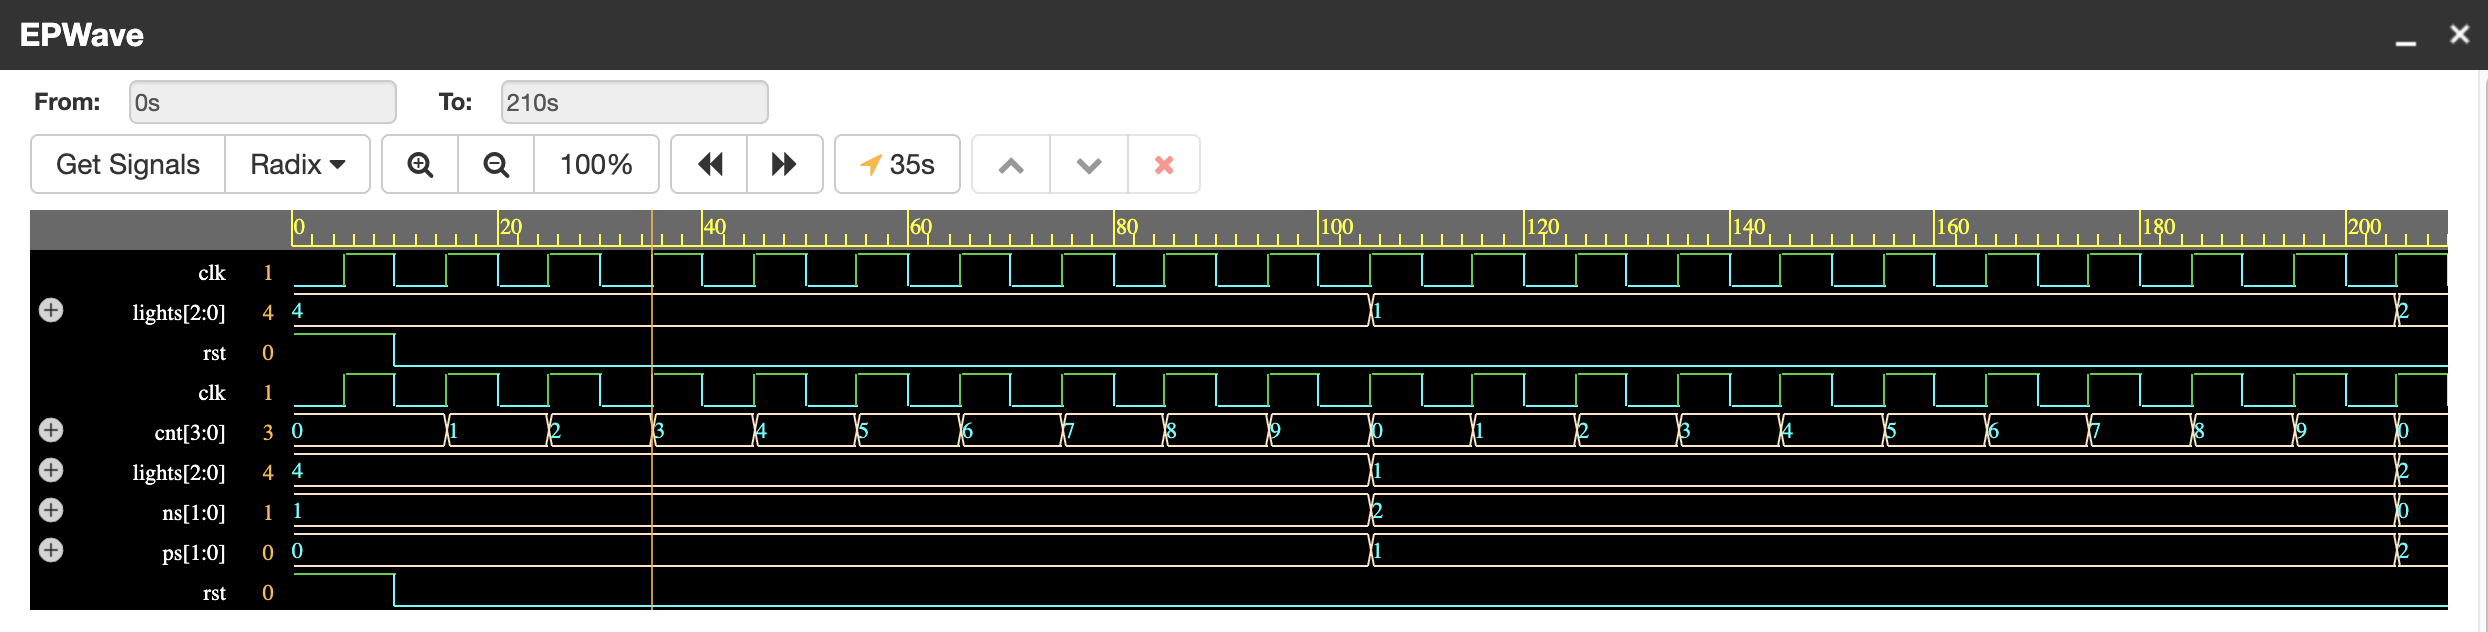 EPWave
From: 0s To: 210s
Get Signals Radix 100% 35s
0 20 40 60 80 100 120 140 160 180 200
clk 1
lights[2:0] 4 4 1 2
rst 0
clk 1
cnt[3:0] 3 0 1 2 3 4 5 6 7 8 9 0 1 2 3 4 5 6 7 8 9 0
lights[2:0] 4 4 1 2
ns[1:0] 1 1 2 0
ps[1:0] 0 0 1 2
rst 0